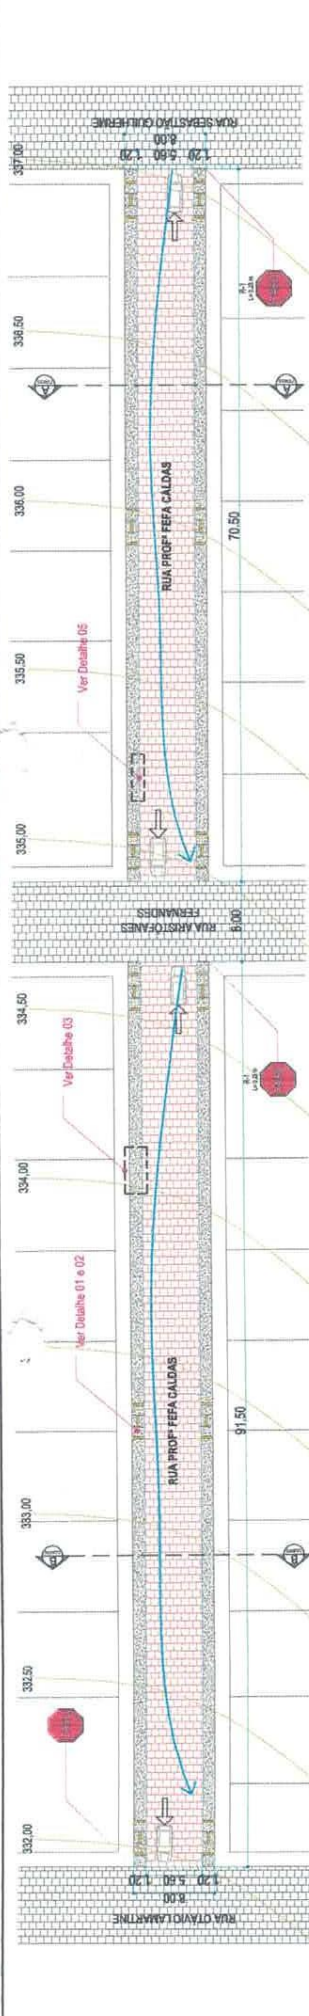 RUA SEBASTIÃO GUILHERME
8.00
1.20 5.60 1.20
337.00
R-1
336.50
336.00
RUA PROFª FEFA CALDAS
70.50
335.50
Ver Detalhe 05
335.00
RUA ARISTÓFANES
FERNANDES
8.00
334.50
R-1
Ver Detalhe 03
334.00
Ver Detalhe 01 e 02
RUA PROFª FEFA CALDAS
91.50
333.00
332.50
332.00
1.20 5.60 1.20
8.00
RUA OTÁVIO LAMARTINE